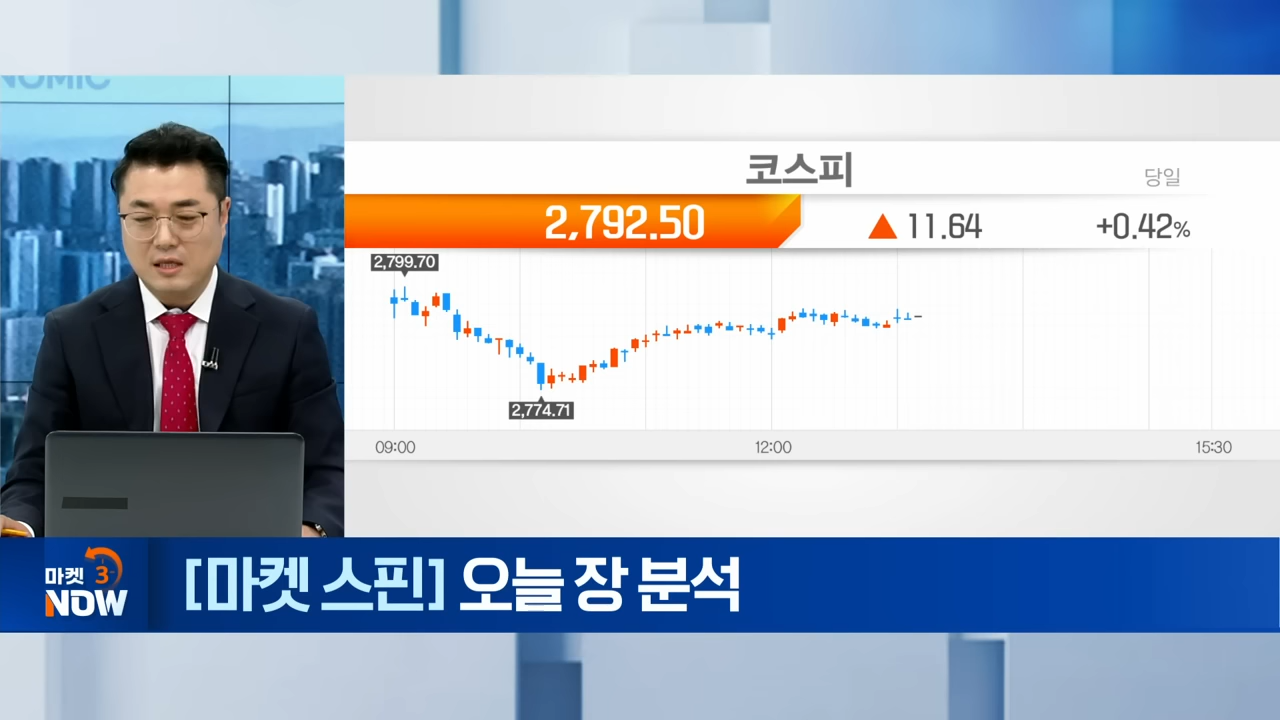 NOMIC
코스피
당일
2,792.50 ▲ 11.64 +0.42%
2,799.70
2,774.71
09:00 12:00 15:30
마켓 3
NOW
[마켓 스핀] 오늘 장 분석